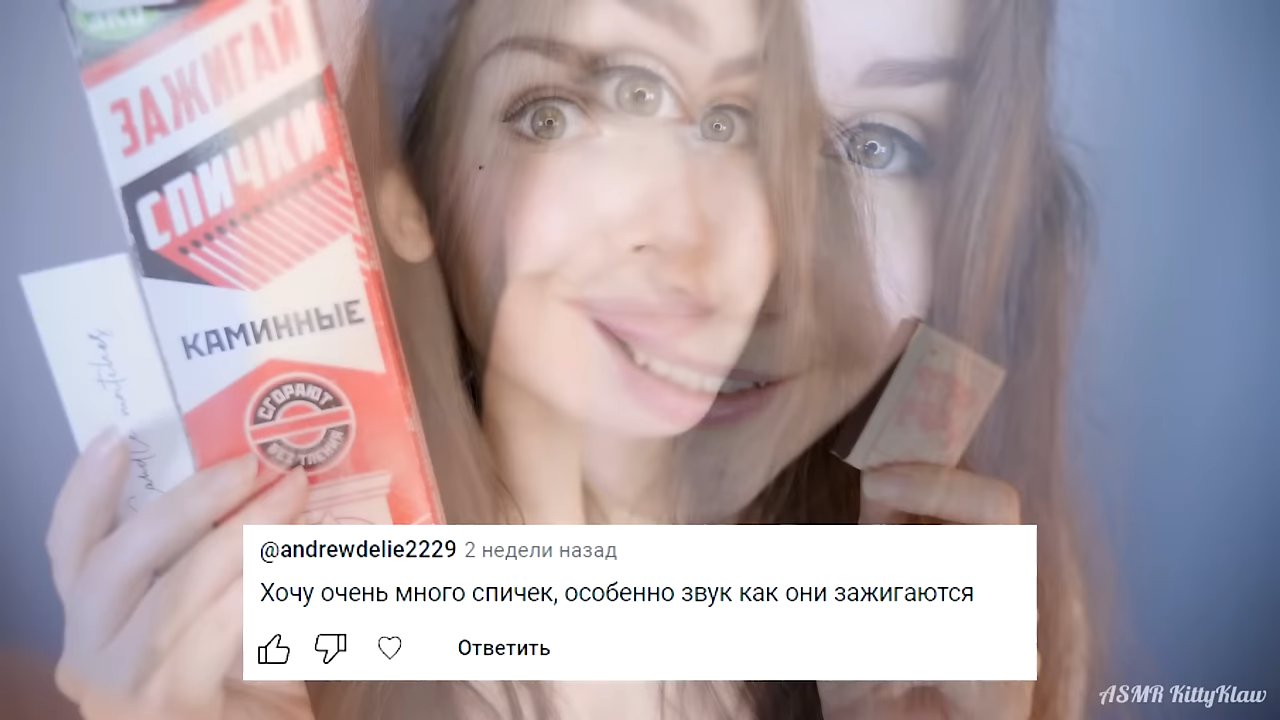 ЭКО
ЗАЖИГАЙ
СПИЧКИ
КАМИННЫЕ
СГОРАЮТ
БЕЗ ТЛЕНИЯ
@andrewdelie2229 2 недели назад
Хочу очень много спичек, особенно звук как они зажигаются
Ответить
ASMR KittyKlaw